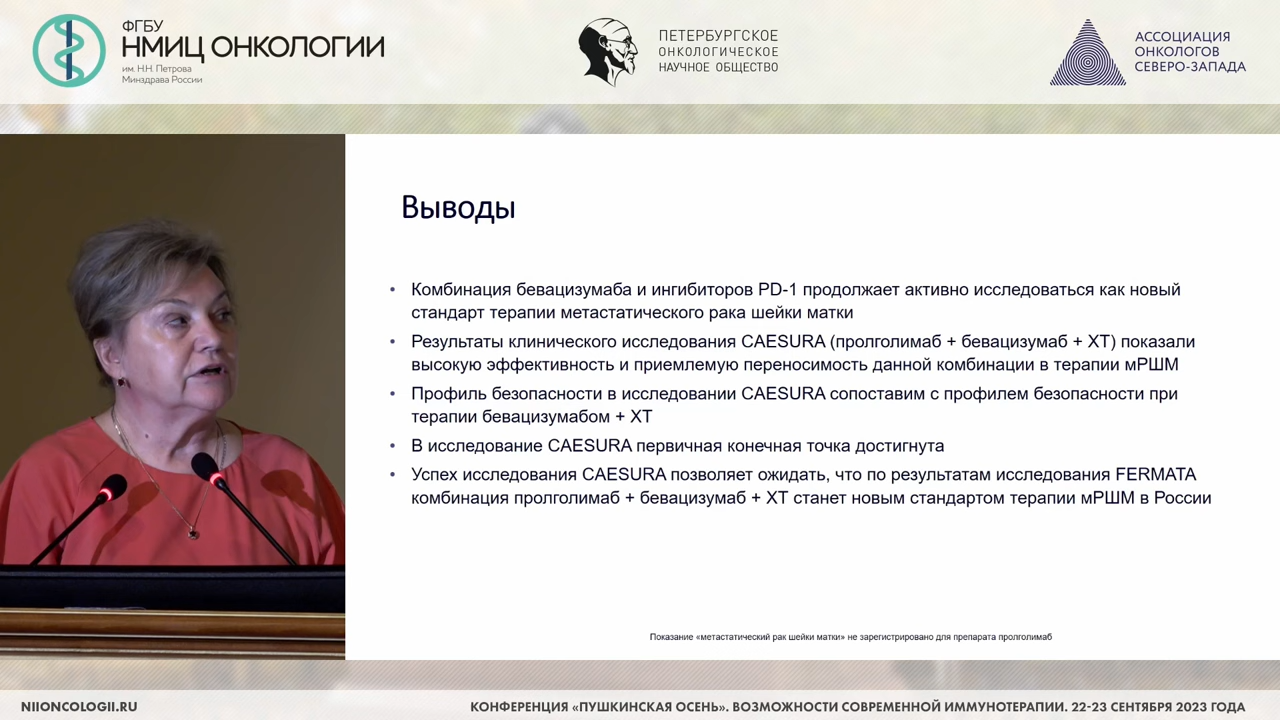 ФГБУ
НМИЦ ОНКОЛОГИИ
им. Н.Н. Петрова
Минздрава России
ПЕТЕРБУРГСКОЕ
ОНКОЛОГИЧЕСКОЕ
НАУЧНОЕ ОБЩЕСТВО
АССОЦИАЦИЯ
ОНКОЛОГОВ
СЕВЕРО-ЗАПАДА
Выводы
• Комбинация бевацизумаба и ингибиторов PD-1 продолжает активно исследоваться как новый
стандарт терапии метастатического рака шейки матки
• Результаты клинического исследования CAESURA (пролголимаб + бевацизумаб + ХТ) показали
высокую эффективность и приемлемую переносимость данной комбинации в терапии мРШМ
• Профиль безопасности в исследовании CAESURA сопоставим с профилем безопасности при
терапии бевацизумабом + ХТ
• В исследование CAESURA первичная конечная точка достигнута
• Успех исследования CAESURA позволяет ожидать, что по результатам исследования FERMATA
комбинация пролголимаб + бевацизумаб + ХТ станет новым стандартом терапии мРШМ в России
Показание «метастатический рак шейки матки» не зарегистрировано для препарата пролголимаб
NIIONCOLOGII.RU
КОНФЕРЕНЦИЯ «ПУШКИНСКАЯ ОСЕНЬ». ВОЗМОЖНОСТИ СОВРЕМЕННОЙ ИММУНОТЕРАПИИ. 22-23 СЕНТЯБРЯ 2023 ГОДА